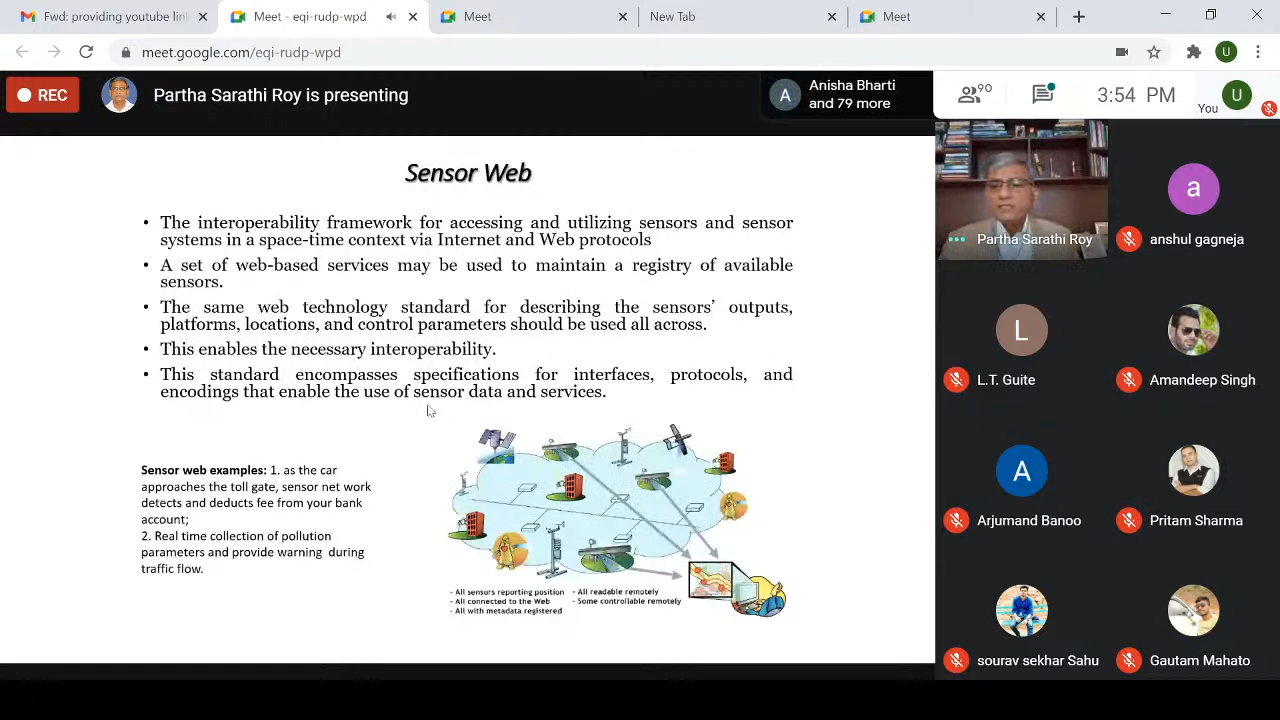 Fwd: providing youtube lin
Meet - eqi-rudp-wpd
Meet
New Tab
Meet
meet.google.com/eqi-rudp-wpd
U
REC
Partha Sarathi Roy is presenting
A
Anisha Bharti
and 79 more
90
3:54 PM
You
U
Sensor Web
• The interoperability framework for accessing and utilizing sensors and sensor
systems in a space-time context via Internet and Web protocols
• A set of web-based services may be used to maintain a registry of available
sensors.
• The same web technology standard for describing the sensors’ outputs,
platforms, locations, and control parameters should be used all across.
• This enables the necessary interoperability.
• This standard encompasses specifications for interfaces, protocols, and
encodings that enable the use of sensor data and services.
Sensor web examples: 1. as the car
approaches the toll gate, sensor net work
detects and deducts fee from your bank
account;
2. Real time collection of pollution
parameters and provide warning during
traffic flow.
- All sensors reporting position
- All connected to the Web
- All with metadata registered
- All readable remotely
- Some controllable remotely
Partha Sarathi Roy
a
anshul gagneja
L
L.T. Guite
Amandeep Singh
A
Arjumand Banoo
Pritam Sharma
sourav sekhar Sahu
Gautam Mahato